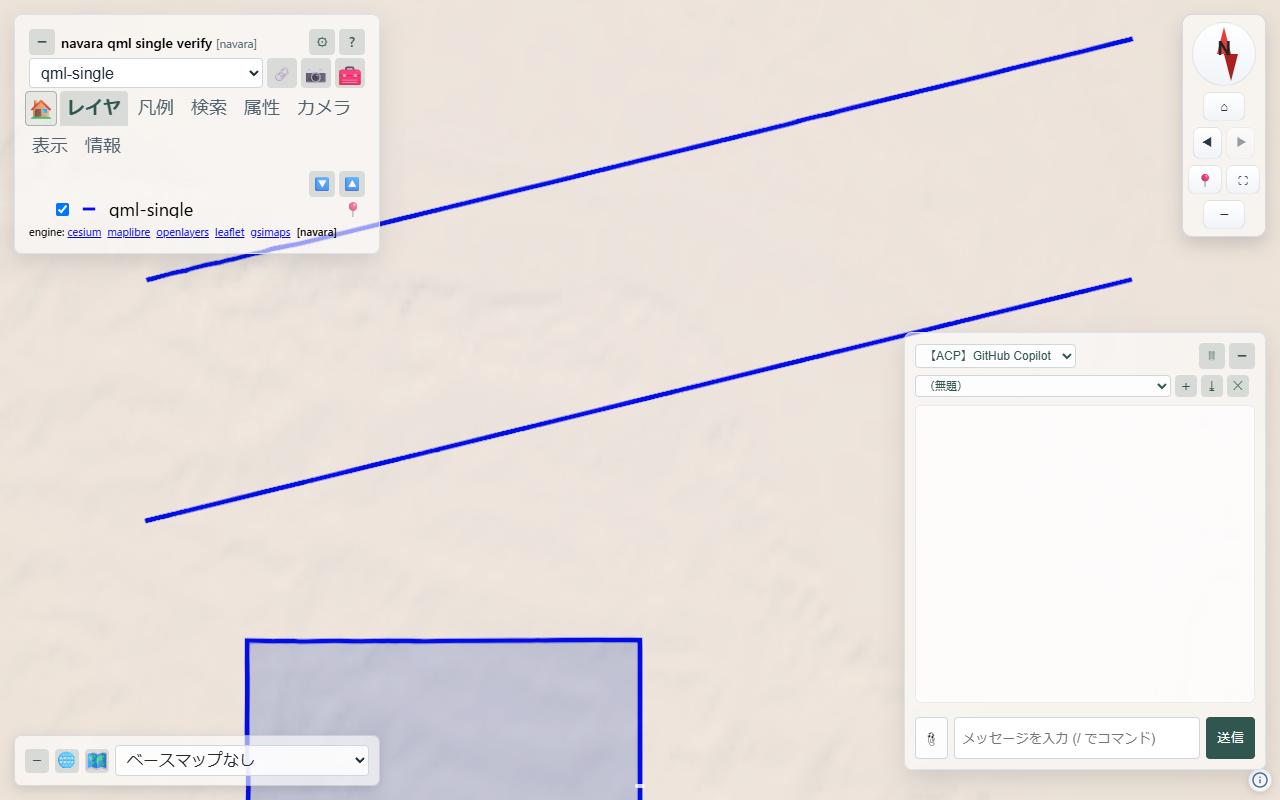 navara qml single verify [navara]
?
qml-single
レイヤ 凡例 検索 属性 カメラ
表示 情報
qml-single
engine: cesium maplibre openlayers leaflet gsimaps [navara]
N
【ACP】GitHub Copilot
（無題）
メッセージを入力 (/ でコマンド)
送信
ベースマップなし